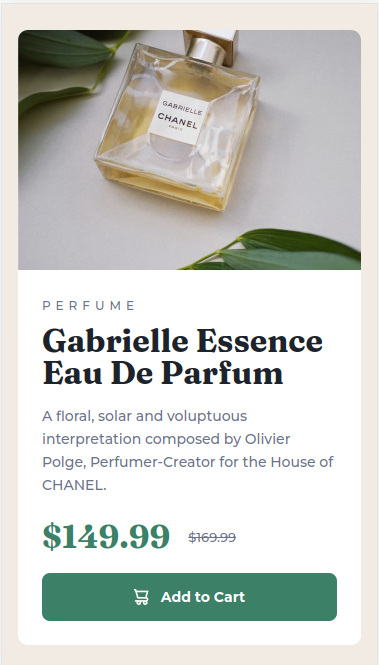 GABRIELLE
CHANEL
PARIS
PERFUME
Gabrielle Essence
Eau De Parfum
A floral, solar and voluptuous
interpretation composed by Olivier
Polge, Perfumer-Creator for the House of
CHANEL.
$149.99 $169.99
Add to Cart